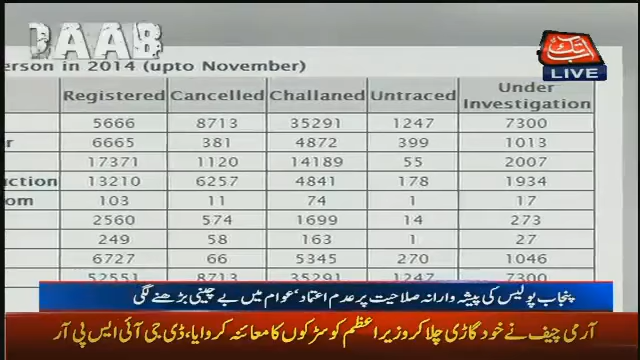 RAAB
erson in 2014 (upto November)
Registered Cancelled Challaned Untraced Under Investigation
5666 8713 35291 1247 7300
r 6665 381 4872 399 1013
17371 1120 14189 55 2007
uction 13210 6257 4841 178 1934
om 103 11 74 1 17
2560 574 1699 14 273
249 58 163 1 27
6727 66 5345 270 1046
52551 8713 35291 1247 7300
اب تک
LIVE
پنجاب پولیس کی پیشہ وارانہ صلاحیت پر عدم اعتماد، عوام میں بے چینی بڑھنے لگی
آرمی چیف نے خود گاڑی چلا کر وزیراعظم کو سڑکوں کا معائنہ کروایا، ڈی جی آئی ایس پی آر